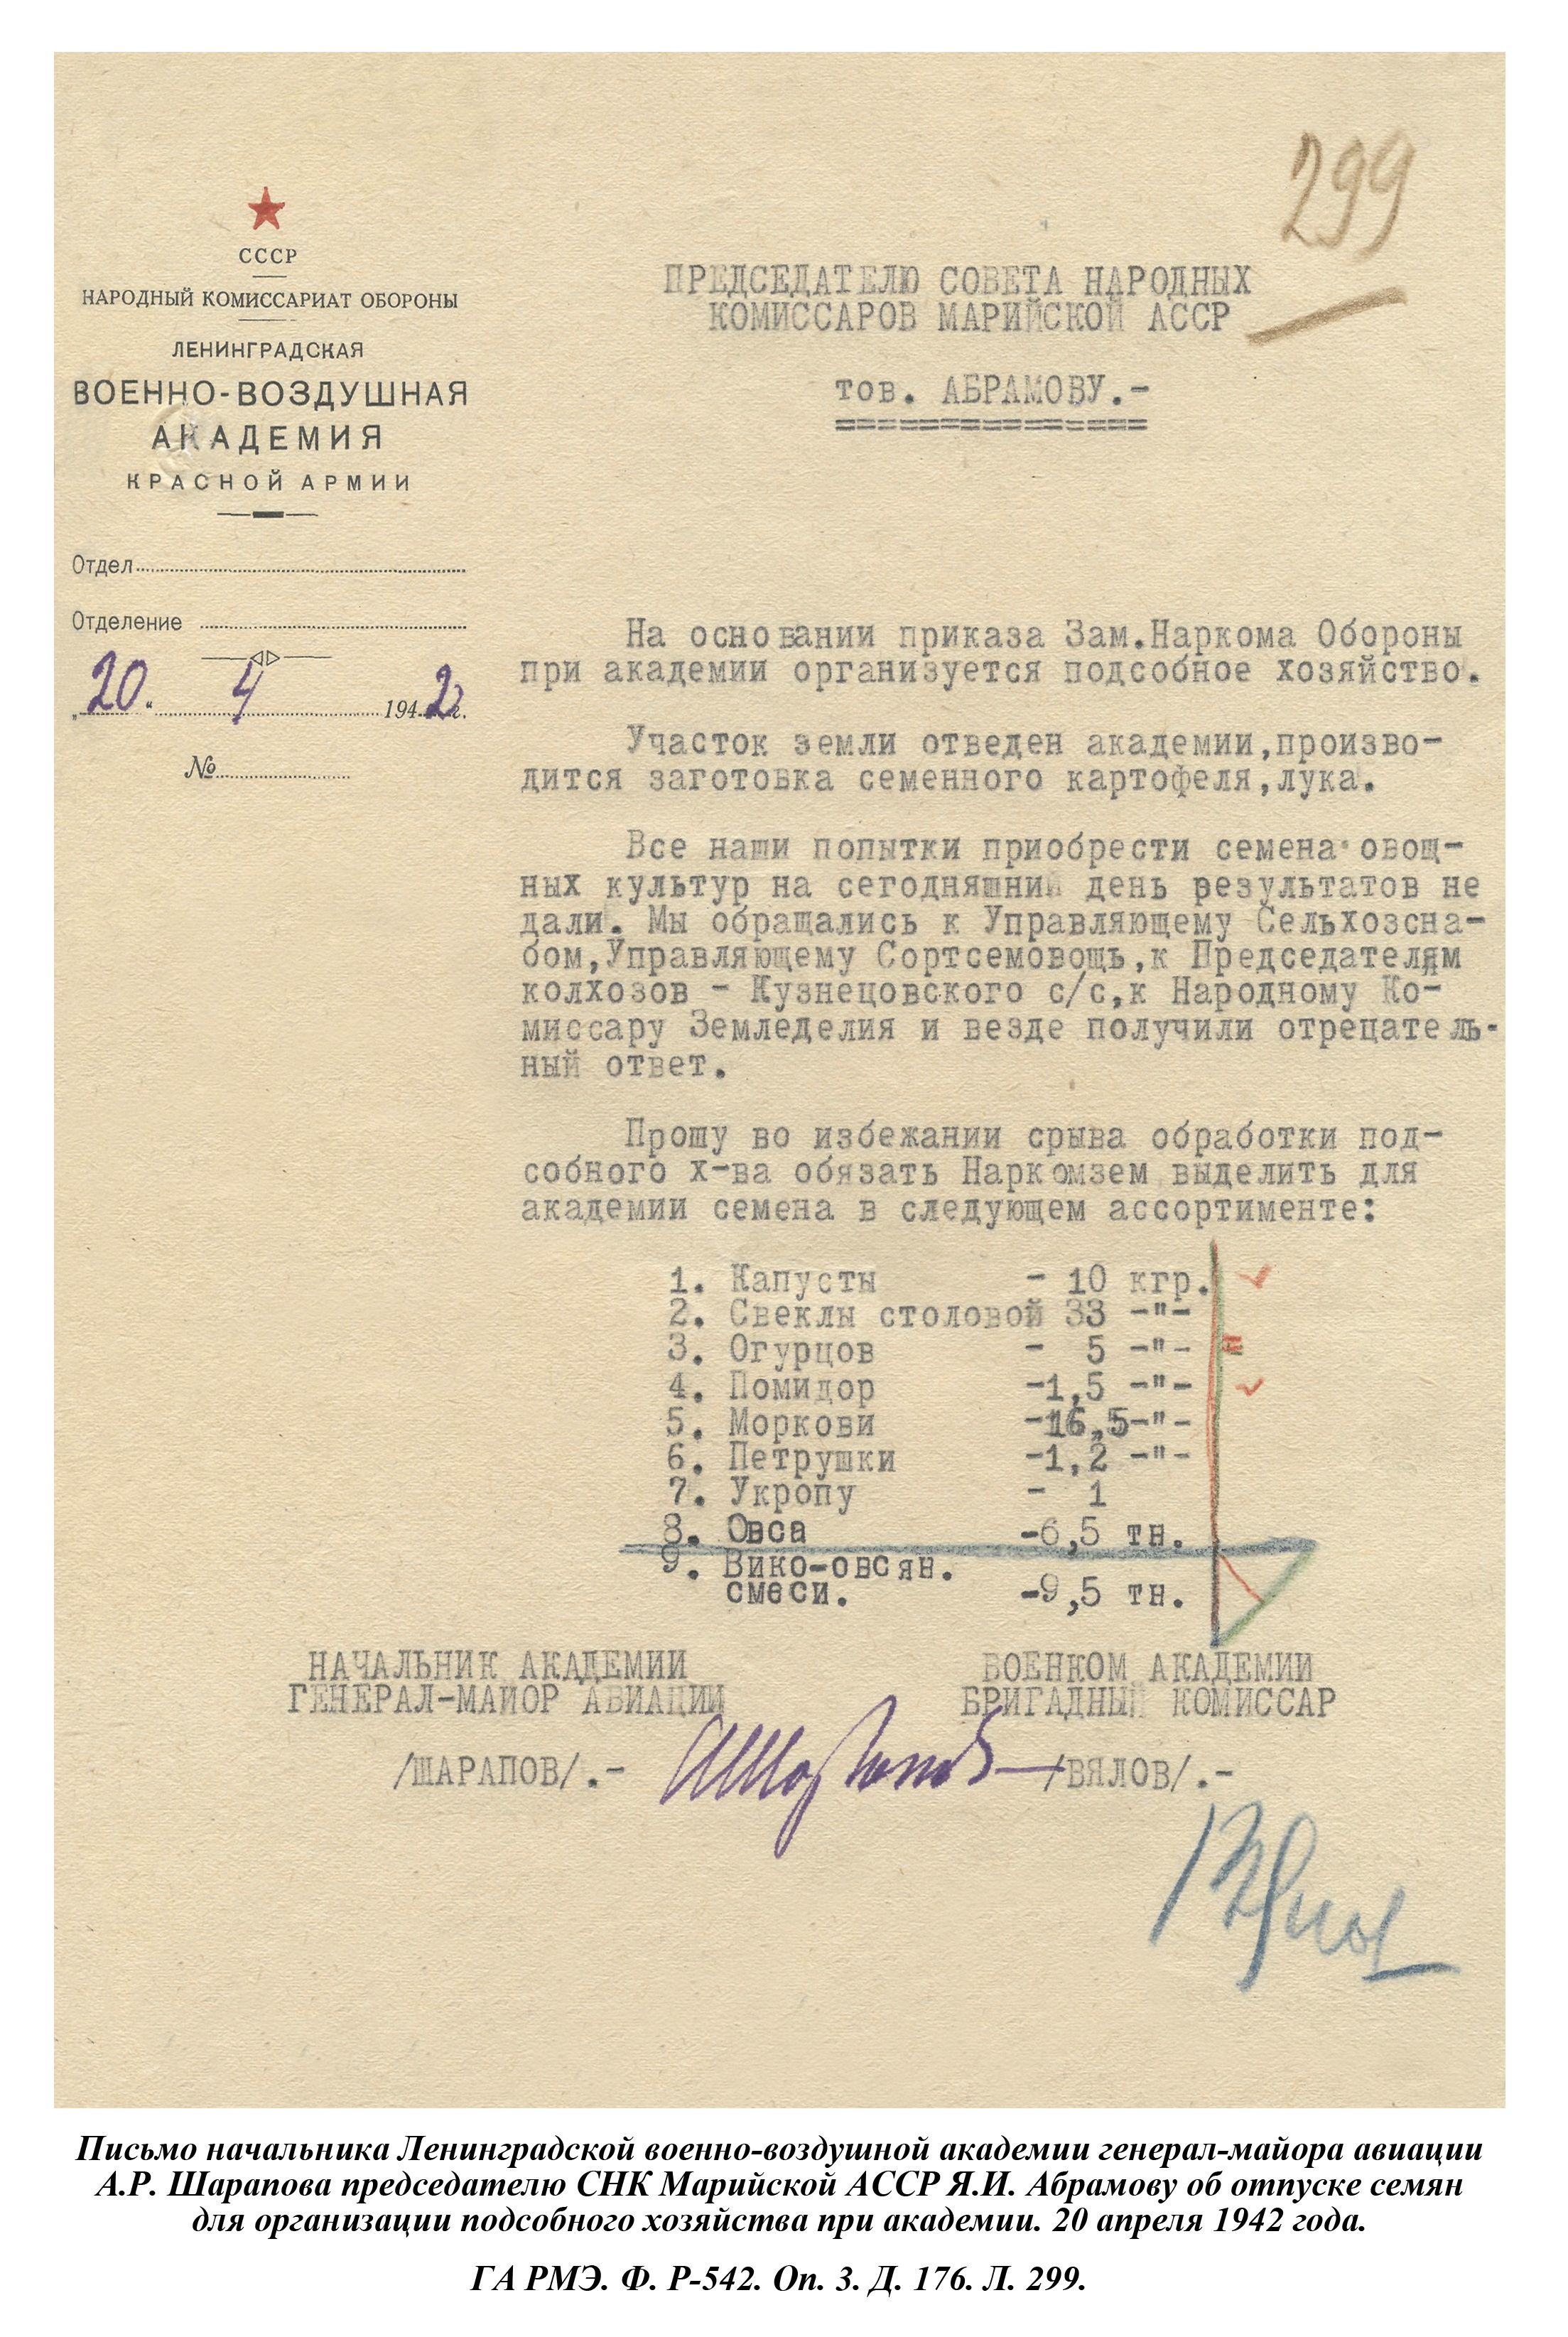 299
СССР
НАРОДНЫЙ КОМИССАРИАТ ОБОРОНЫ
ЛЕНИНГРАДСКАЯ
ВОЕННО-ВОЗДУШНАЯ
АКАДЕМИЯ
КРАСНОЙ АРМИИ
Отдел
Отделение
„20“ 4 1942 г.
№
ПРЕДСЕДАТЕЛЮ СОВЕТА НАРОДНЫХ
КОМИССАРОВ МАРИЙСКОЙ АССР
тов. АБРАМОВУ.-
===============
На основании приказа Зам.Наркома Обороны
при академии организуется подсобное хозяйство.
Участок земли отведен академии,произво-
дится заготовка семенного картофеля,лука.
Все наши попытки приобрести семена овощ-
ных культур на сегодняшний день результатов не
дали. Мы обращались к Управляющему Сельхозсна-
бом,Управляющему Сортсемовощь,к Председателям
колхозов - Кузнецовского с/с,к Народному Ко-
миссару Земледелия и везде получили отрецатель-
ный ответ.
Прошу во избежании срыва обработки под-
собного х-ва обязать Наркомзем выделить для
академии семена в следующем ассортименте:
1. Капусты - 10 кгр.
2. Свеклы столовой 33 -"-
3. Огурцов - 5 -"-
4. Помидор -1,5 -"-
5. Моркови -16,5-"-
6. Петрушки -1,2 -"-
7. Укропу - 1
8. Овса -6,5 тн.
9. Вико-овсян.
смеси. -9,5 тн.
НАЧАЛЬНИК АКАДЕМИИ
ГЕНЕРАЛ-МАЙОР АВИАЦИИ
/ШАРАПОВ/.-
ВОЕНКОМ АКАДЕМИИ
БРИГАДНЫЙ КОМИССАР
/ВЯЛОВ/.-
Письмо начальника Ленинградской военно-воздушной академии генерал-майора авиации
А.Р. Шарапова председателю СНК Марийской АССР Я.И. Абрамову об отпуске семян
для организации подсобного хозяйства при академии. 20 апреля 1942 года.
ГА РМЭ. Ф. Р-542. Оп. 3. Д. 176. Л. 299.